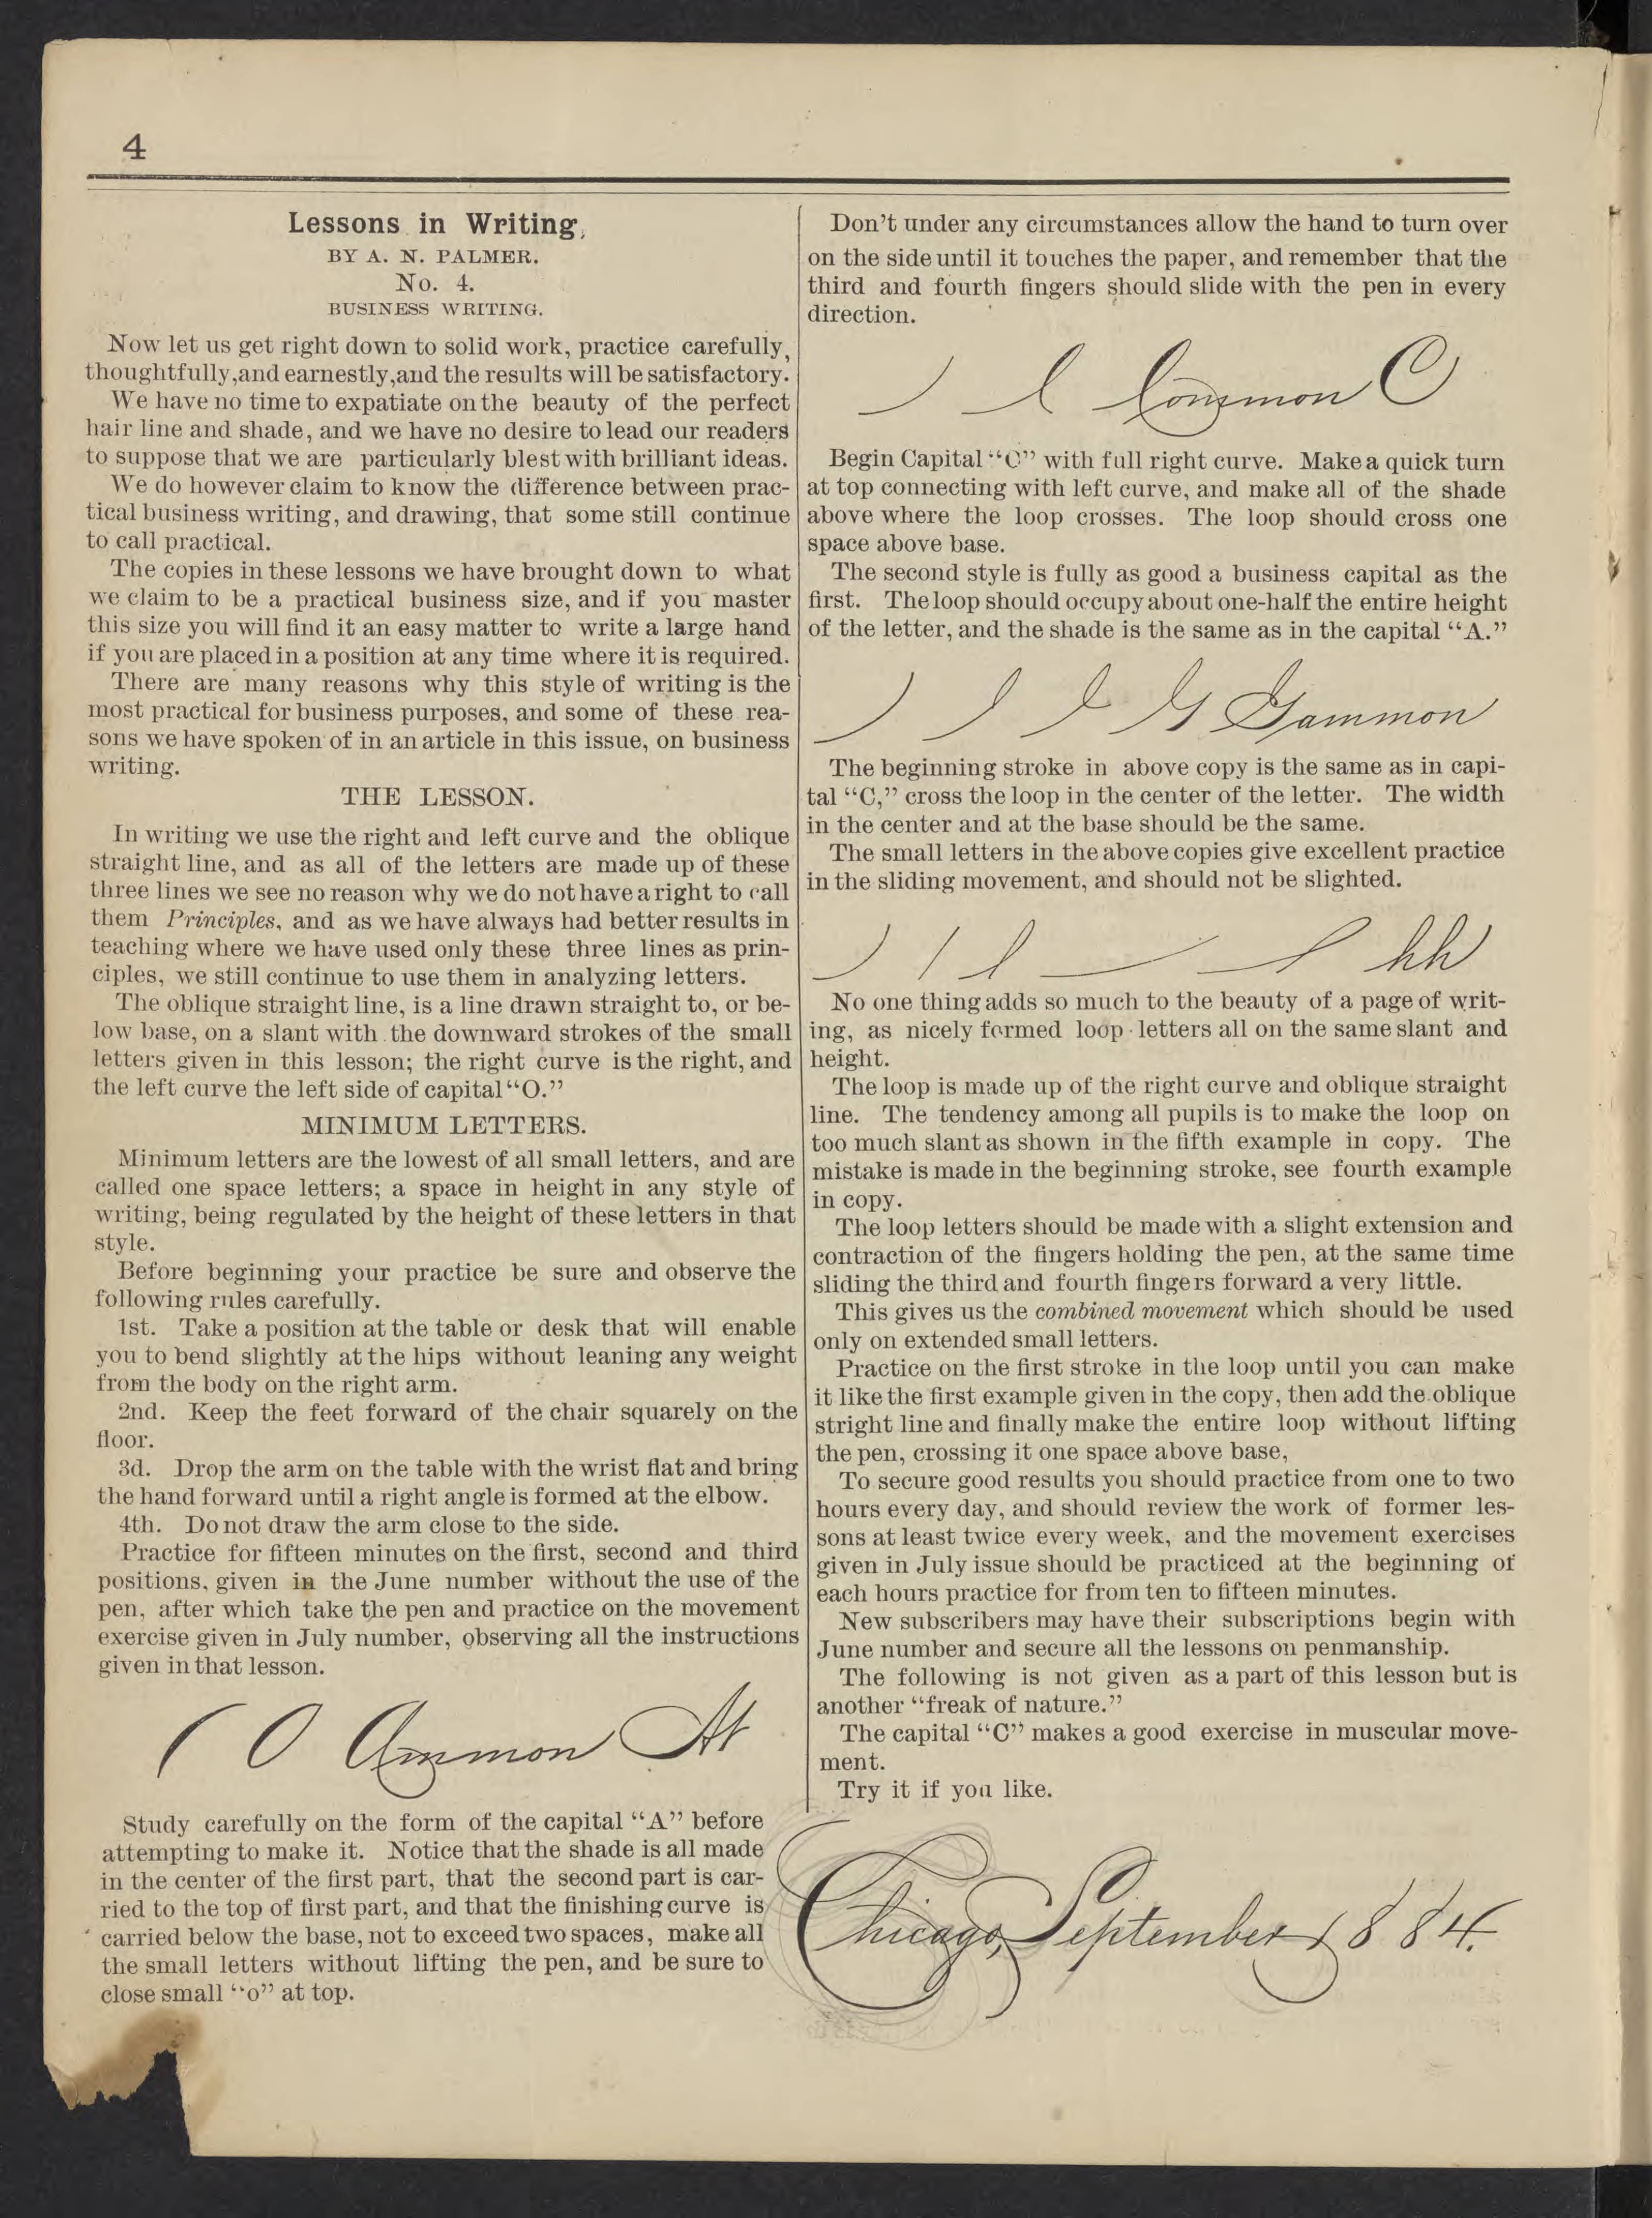 4
Lessons in Writing,
BY A. N. PALMER.
No. 4.
BUSINESS WRITING.
Now let us get right down to solid work, practice carefully,
thoughtfully,and earnestly,and the results will be satisfactory.
We have no time to expatiate on the beauty of the perfect
hair line and shade, and we have no desire to lead our readers
to suppose that we are particularly blest with brilliant ideas.
We do however claim to know the difference between prac-
tical business writing, and drawing, that some still continue
to call practical.
The copies in these lessons we have brought down to what
we claim to be a practical business size, and if you master
this size you will find it an easy matter to write a large hand
if you are placed in a position at any time where it is required.
There are many reasons why this style of writing is the
most practical for business purposes, and some of these rea-
sons we have spoken of in an article in this issue, on business
writing.
THE LESSON.
In writing we use the right and left curve and the oblique
straight line, and as all of the letters are made up of these
three lines we see no reason why we do not have a right to call
them Principles, and as we have always had better results in
teaching where we have used only these three lines as prin-
ciples, we still continue to use them in analyzing letters.
The oblique straight line, is a line drawn straight to, or be-
low base, on a slant with the downward strokes of the small
letters given in this lesson; the right curve is the right, and
the left curve the left side of capital “O.”
MINIMUM LETTERS.
Minimum letters are the lowest of all small letters, and are
called one space letters; a space in height in any style of
writing, being regulated by the height of these letters in that
style.
Before beginning your practice be sure and observe the
following rules carefully.
1st. Take a position at the table or desk that will enable
you to bend slightly at the hips without leaning any weight
from the body on the right arm.
2nd. Keep the feet forward of the chair squarely on the
floor.
3d. Drop the arm on the table with the wrist flat and bring
the hand forward until a right angle is formed at the elbow.
4th. Do not draw the arm close to the side.
Practice for fifteen minutes on the first, second and third
positions, given in the June number without the use of the
pen, after which take the pen and practice on the movement
exercise given in July number, observing all the instructions
given in that lesson.
O Ammon At
Study carefully on the form of the capital “A” before
attempting to make it. Notice that the shade is all made
in the center of the first part, that the second part is car-
ried to the top of first part, and that the finishing curve is
carried below the base, not to exceed two spaces, make all
the small letters without lifting the pen, and be sure to
close small “o” at top.
Don’t under any circumstances allow the hand to turn over
on the side until it touches the paper, and remember that the
third and fourth fingers should slide with the pen in every
direction.
Common C
Begin Capital “C” with full right curve. Make a quick turn
at top connecting with left curve, and make all of the shade
above where the loop crosses. The loop should cross one
space above base.
The second style is fully as good a business capital as the
first. The loop should occupy about one-half the entire height
of the letter, and the shade is the same as in the capital “A.”
G Gammon
The beginning stroke in above copy is the same as in capi-
tal “C,” cross the loop in the center of the letter. The width
in the center and at the base should be the same.
The small letters in the above copies give excellent practice
in the sliding movement, and should not be slighted.
hh
No one thing adds so much to the beauty of a page of writ-
ing, as nicely formed loop letters all on the same slant and
height.
The loop is made up of the right curve and oblique straight
line. The tendency among all pupils is to make the loop on
too much slant as shown in the fifth example in copy. The
mistake is made in the beginning stroke, see fourth example
in copy.
The loop letters should be made with a slight extension and
contraction of the fingers holding the pen, at the same time
sliding the third and fourth fingers forward a very little.
This gives us the combined movement which should be used
only on extended small letters.
Practice on the first stroke in the loop until you can make
it like the first example given in the copy, then add the oblique
stright line and finally make the entire loop without lifting
the pen, crossing it one space above base,
To secure good results you should practice from one to two
hours every day, and should review the work of former les-
sons at least twice every week, and the movement exercises
given in July issue should be practiced at the beginning of
each hours practice for from ten to fifteen minutes.
New subscribers may have their subscriptions begin with
June number and secure all the lessons on penmanship.
The following is not given as a part of this lesson but is
another “freak of nature.”
The capital “C” makes a good exercise in muscular move-
ment.
Try it if you like.
Chicago, September 1884.